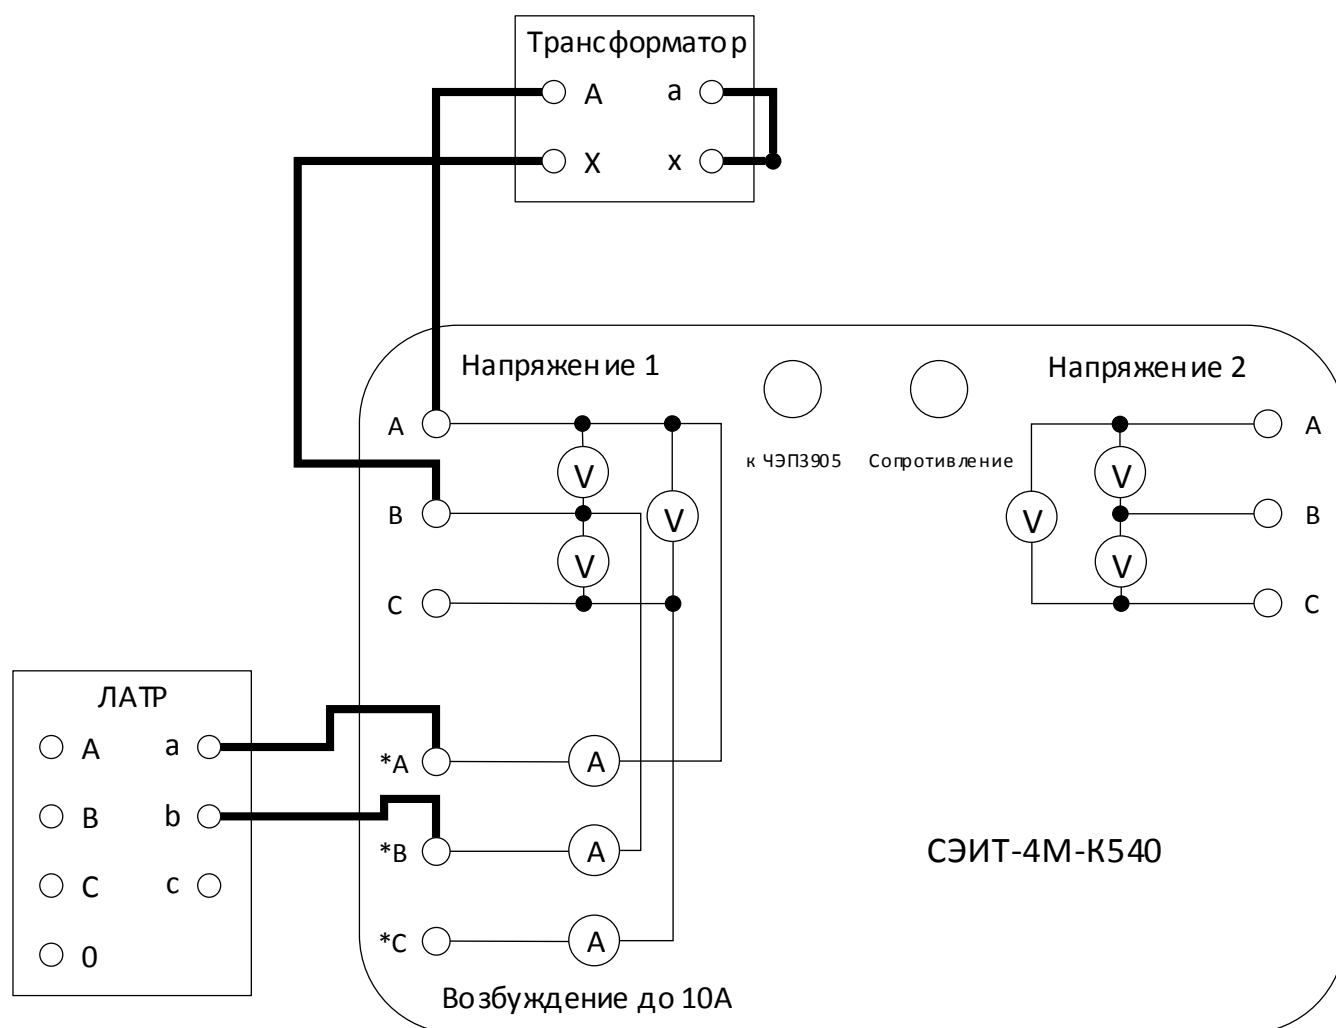 Трансформатор
A a
X x
Напряжение 1
Напряжение 2
A V V A
к ЧЭП3905 Сопротивление
B V V B
V V
C C
ЛАТР
A a *A A
B b *B A
СЭИТ-4М-К540
C c
*C A
0
Возбуждение до 10А